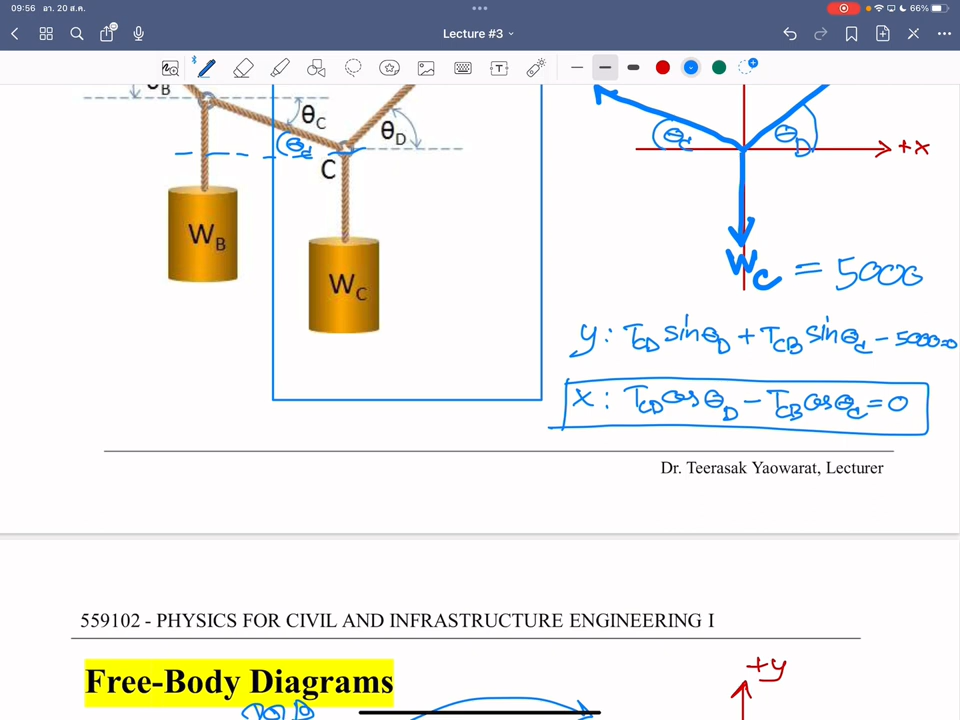 09:56 อา. 20 ส.ค.
66%
Lecture #3
θB
θC
θc
θD
C
WB
WC
θc
θD
+x
Wc = 5000
y: TCD sinθD + TCB sinθc - 5000=0
x: TCD cosθD - TCB cosθc = 0
Dr. Teerasak Yaowarat, Lecturer
559102 - PHYSICS FOR CIVIL AND INFRASTRUCTURE ENGINEERING I
+y
Free-Body Diagrams